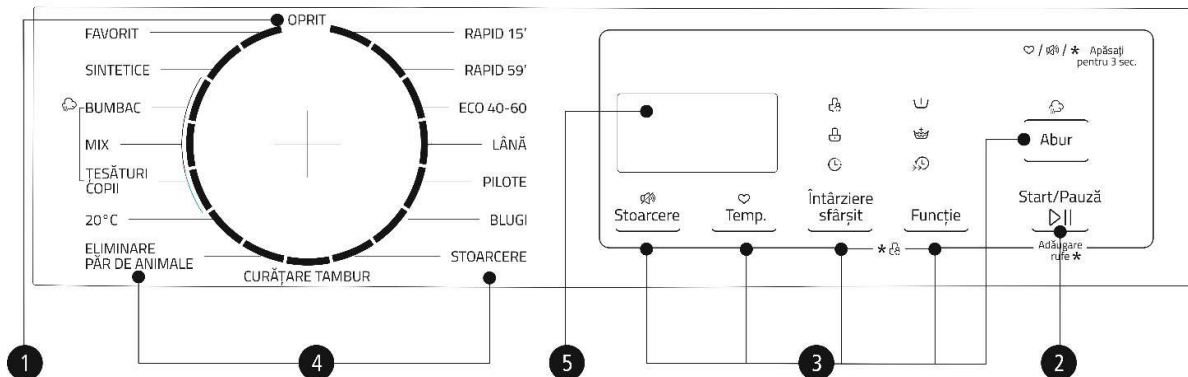 OPRIT
FAVORIT
SINTETICE
BUMBAC
MIX
ȚESĂTURI
COPII
20°C
ELIMINARE
PĂR DE ANIMALE
CURĂȚARE TAMBUR
RAPID 15'
RAPID 59'
ECO 40-60
LÂNĂ
PILOTE
BLUGI
STOARCERE
/ / * Apăsați
pentru 3 sec.
Abur
Stoarcere
Temp.
Întârziere
sfârșit
Funcție
Start/Pauză
*
Adăugare
rufe *
1
4
5
3
2